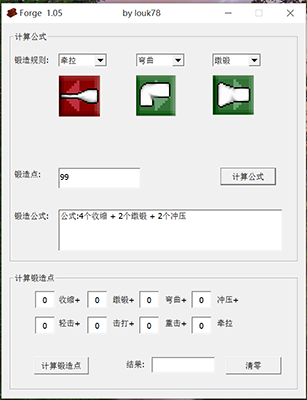 Forge 1.05 by louk78
计算公式
锻造规则: 牵拉 弯曲 镦锻
锻造点: 99 计算公式
锻造公式: 公式:4个收缩 + 2个镦锻 + 2个冲压
计算锻造点
0 收缩+ 0 镦锻+ 0 弯曲+ 0 冲压+
0 轻击+ 0 击打+ 0 重击+ 0 牵拉
计算锻造点 结果: 清零